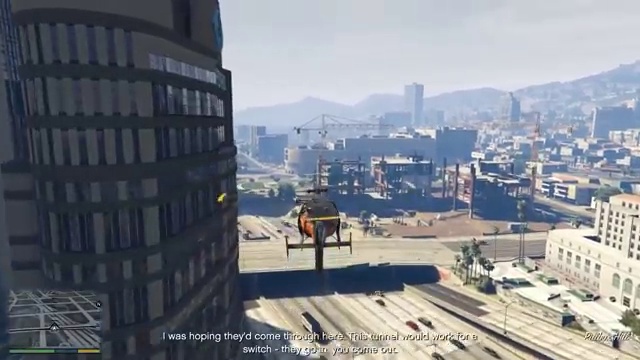 I was hoping they'd come through here. This tunnel would work for a
switch - they go in, you come out.